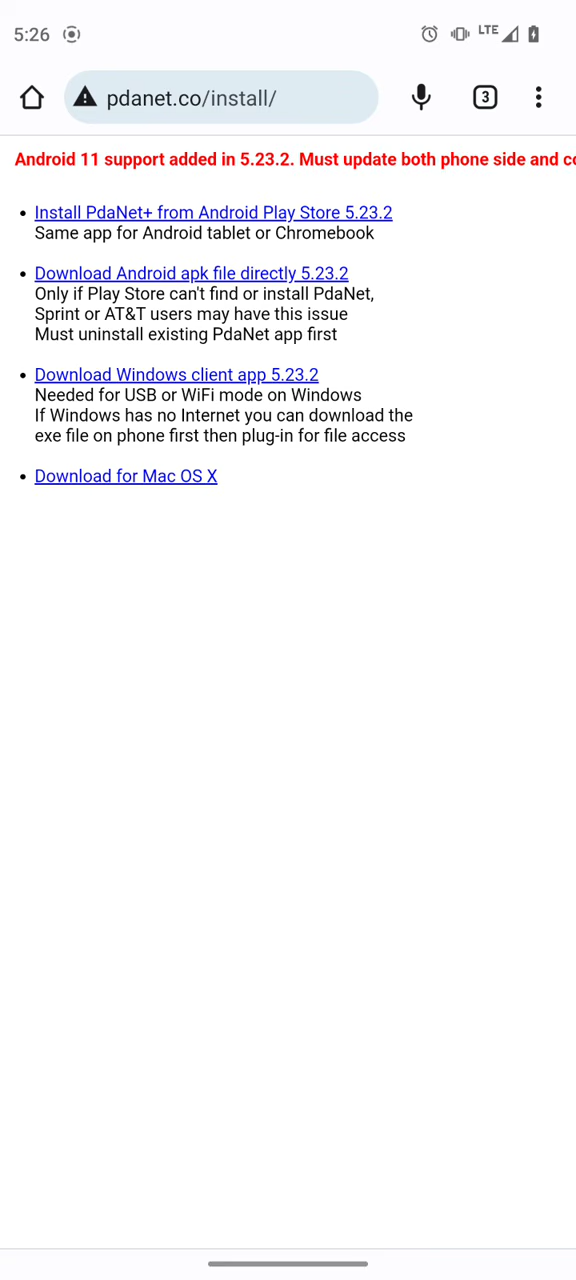 5:26
LTE
pdanet.co/install/
3
Android 11 support added in 5.23.2. Must update both phone side and co
Install PdaNet+ from Android Play Store 5.23.2
Same app for Android tablet or Chromebook
Download Android apk file directly 5.23.2
Only if Play Store can't find or install PdaNet,
Sprint or AT&T users may have this issue
Must uninstall existing PdaNet app first
Download Windows client app 5.23.2
Needed for USB or WiFi mode on Windows
If Windows has no Internet you can download the
exe file on phone first then plug-in for file access
Download for Mac OS X